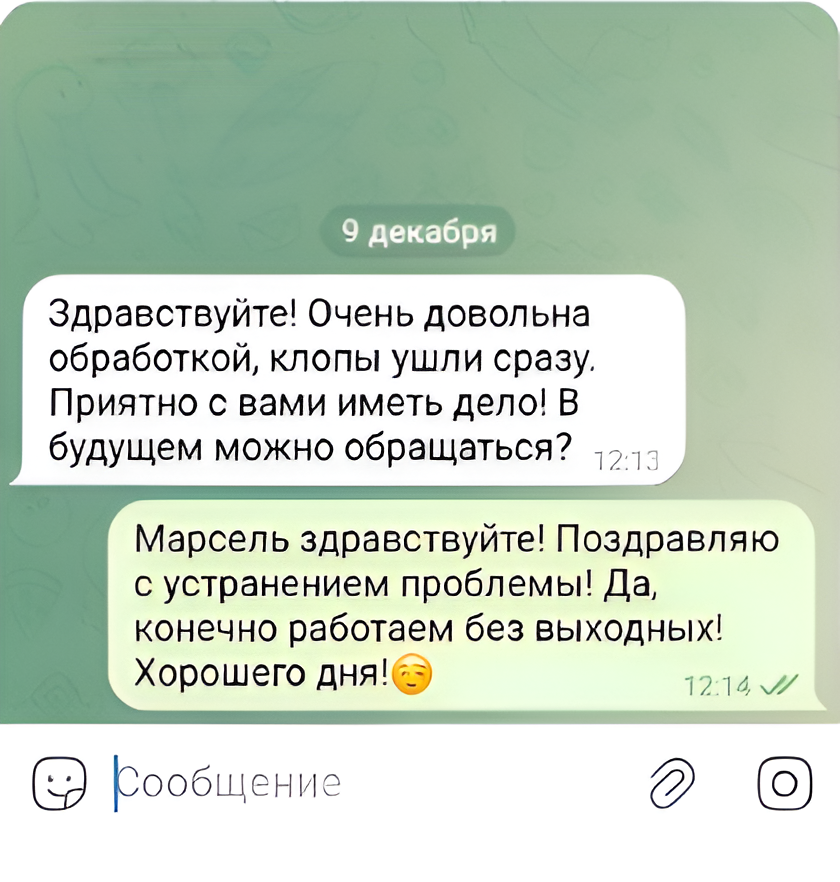 9 декабря
Здравствуйте! Очень довольна
обработкой, клопы ушли сразу.
Приятно с вами иметь дело! В
будущем можно обращаться?
12:13
Марсель здравствуйте! Поздравляю
с устранением проблемы! Да,
конечно работаем без выходных!
Хорошего дня!😌
12:14
Сообщение